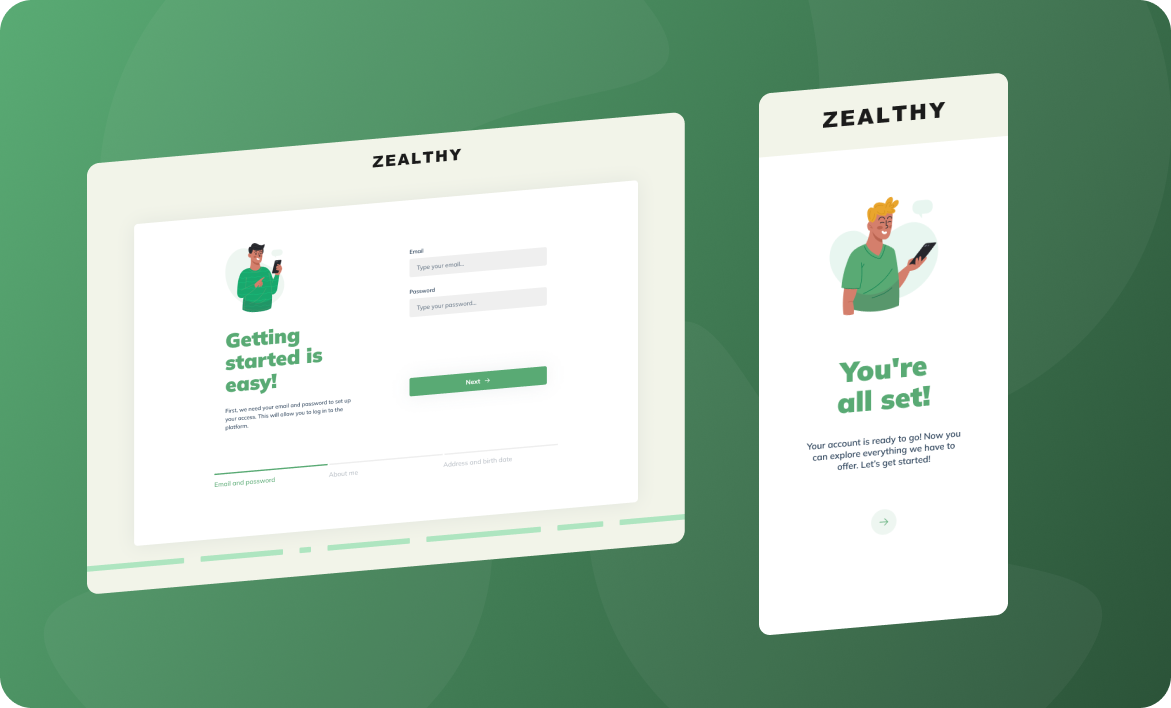 ZEALTHY
Getting
started is
easy!
First, we need your email and password to set up
your access. This will allow you to log in to the
platform.
Email
Type your email...
Password
Type your password...
Next →
Email and password
About me
Address and birth date
ZEALTHY
You're
all set!
Your account is ready to go! Now you
can explore everything we have to
offer. Let's get started!
→